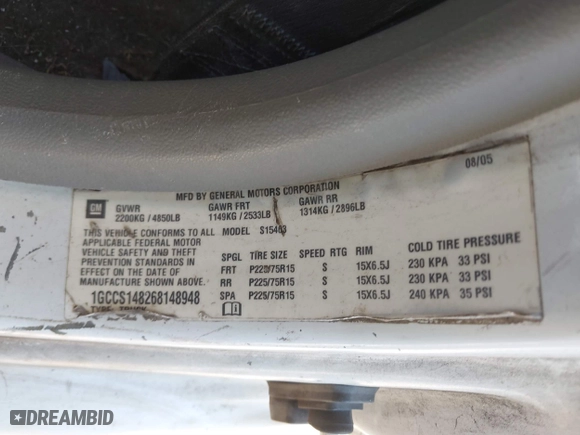 08/05
MFD BY GENERAL MOTORS CORPORATION
GM GVWR GAWR FRT GAWR RR
2200KG / 4850LB 1149KG / 2533LB 1314KG / 2896LB
THIS VEHICLE CONFORMS TO ALL MODEL
APPLICABLE FEDERAL MOTOR
VEHICLE SAFETY AND THEFT
PREVENTION STANDARDS IN
EFFECT ON THE DATE OF
MANUFACTURE SHOWN ABOVE.
1GCCS148268148948
SPGL TIRE SIZE SPEED RTG RIM COLD TIRE PRESSURE
FRT P225/75R15 S 15X6.5J 230 KPA 33 PSI
RR P225/75R15 S 15X6.5J 230 KPA 33 PSI
SPA P225/75R15 S 15X6.5J 240 KPA 35 PSI
DREAMBID